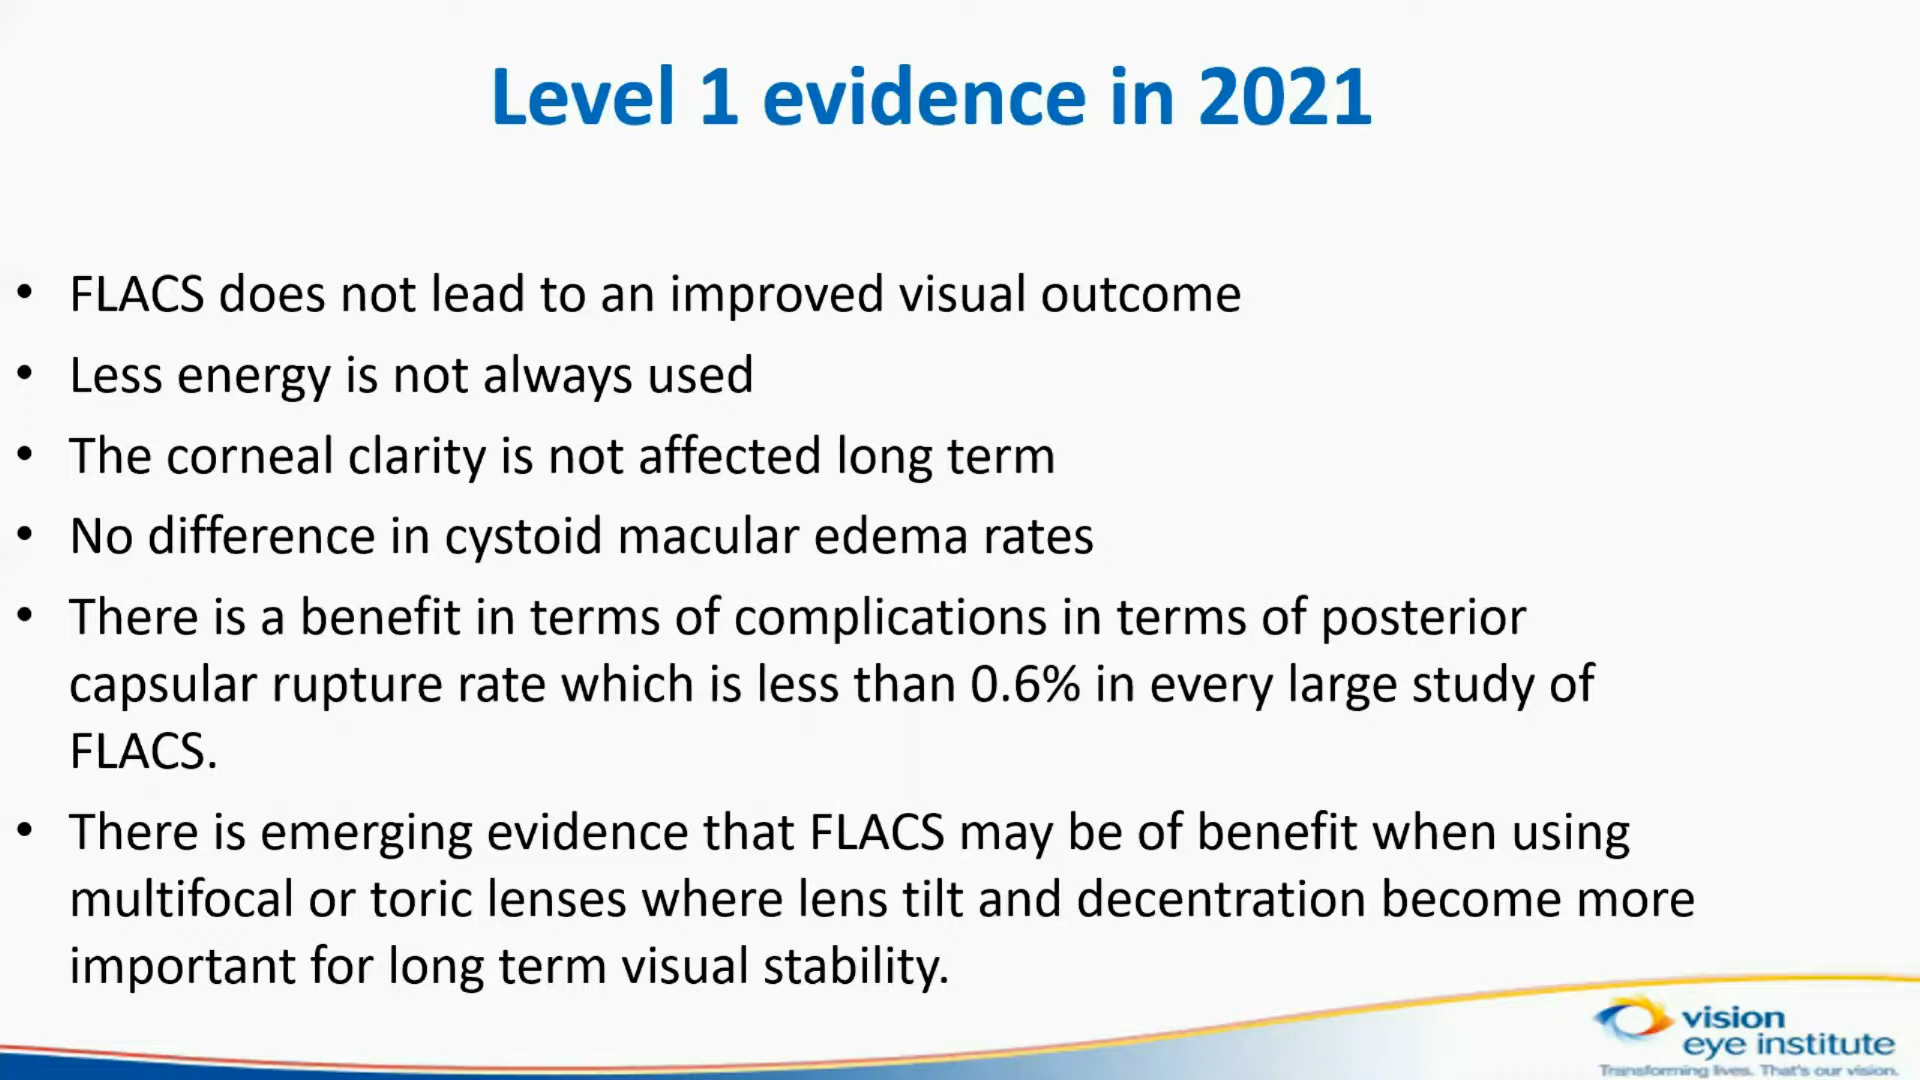 Level 1 evidence in 2021
• FLACS does not lead to an improved visual outcome
• Less energy is not always used
• The corneal clarity is not affected long term
• No difference in cystoid macular edema rates
• There is a benefit in terms of complications in terms of posterior
capsular rupture rate which is less than 0.6% in every large study of
FLACS.
• There is emerging evidence that FLACS may be of benefit when using
multifocal or toric lenses where lens tilt and decentration become more
important for long term visual stability.
vision
eye institute
Transforming lives. That's our vision.